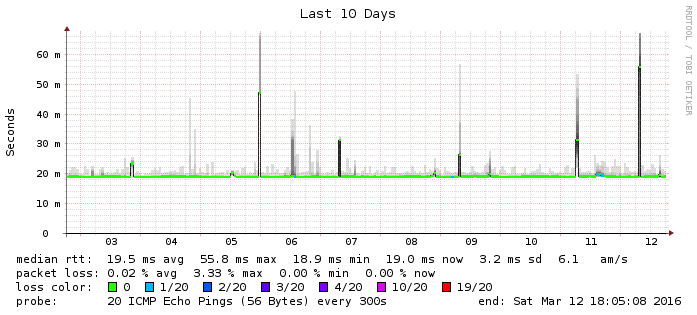 Last 10 Days
RRDTOOL / TOBI OETIKER
Seconds
60 m
50 m
40 m
30 m
20 m
10 m
0
03 04 05 06 07 08 09 10 11 12
median rtt: 19.5 ms avg 55.8 ms max 18.9 ms min 19.0 ms now 3.2 ms sd 6.1 am/s
packet loss: 0.02 % avg 3.33 % max 0.00 % min 0.00 % now
loss color: 0 1/20 2/20 3/20 4/20 10/20 19/20
probe: 20 ICMP Echo Pings (56 Bytes) every 300s end: Sat Mar 12 18:05:08 2016